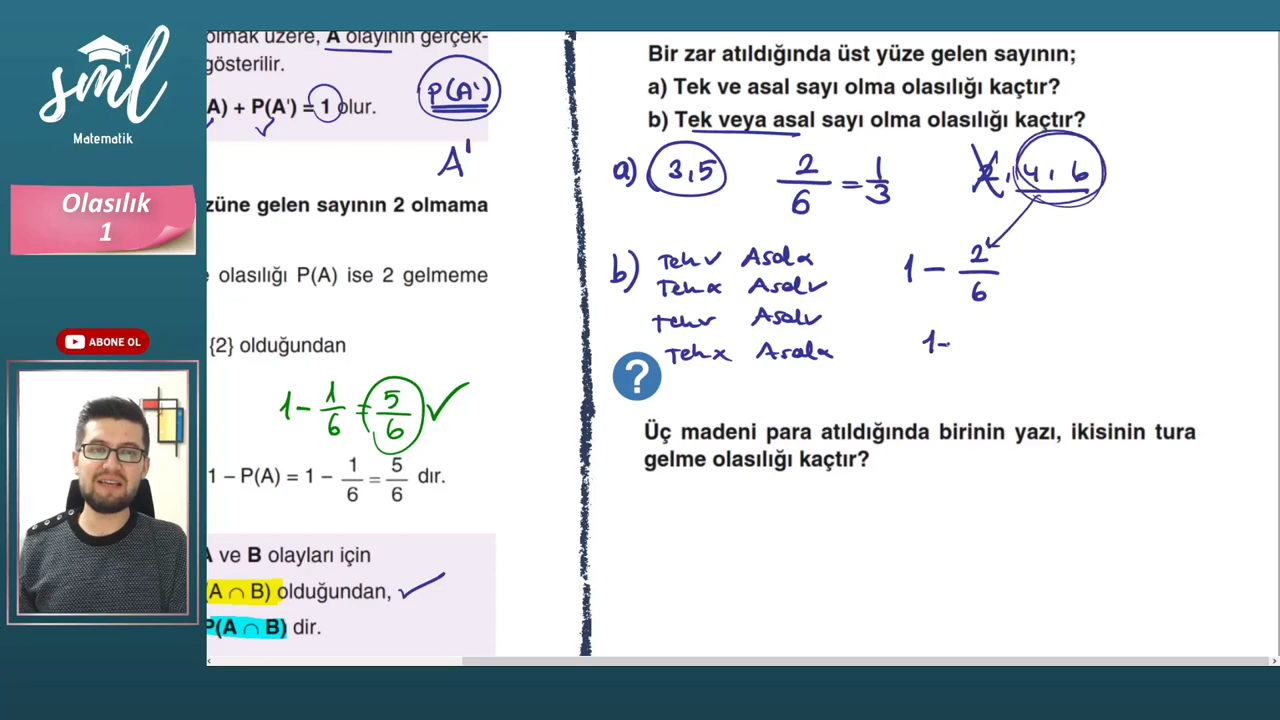 sml
Matematik
Olasılık
1
ABONE OL
olmak üzere, A olayının gerçek-
gösterilir.
A) + P(A') = 1 olur.
P(A')
A'
züne gelen sayının 2 olmama
olasılığı P(A) ise 2 gelmeme
{2} olduğundan
1 - 1/6 = 5/6 ✓
1 – P(A) = 1 - 1/6 = 5/6 dır.
A ve B olayları için
(A ∩ B) olduğundan, ✓
P(A ∩ B) dir.
Bir zar atıldığında üst yüze gelen sayının;
a) Tek ve asal sayı olma olasılığı kaçtır?
b) Tek veya asal sayı olma olasılığı kaçtır?
a) 3,5 2/6 = 1/3 2, 4, 6
b) Tek ✓ Asal x 1 - 2/6
Tek x Asal ✓
Tek ✓ Asal ✓
Tek x Asal x 1-
?
Üç madeni para atıldığında birinin yazı, ikisinin tura
gelme olasılığı kaçtır?